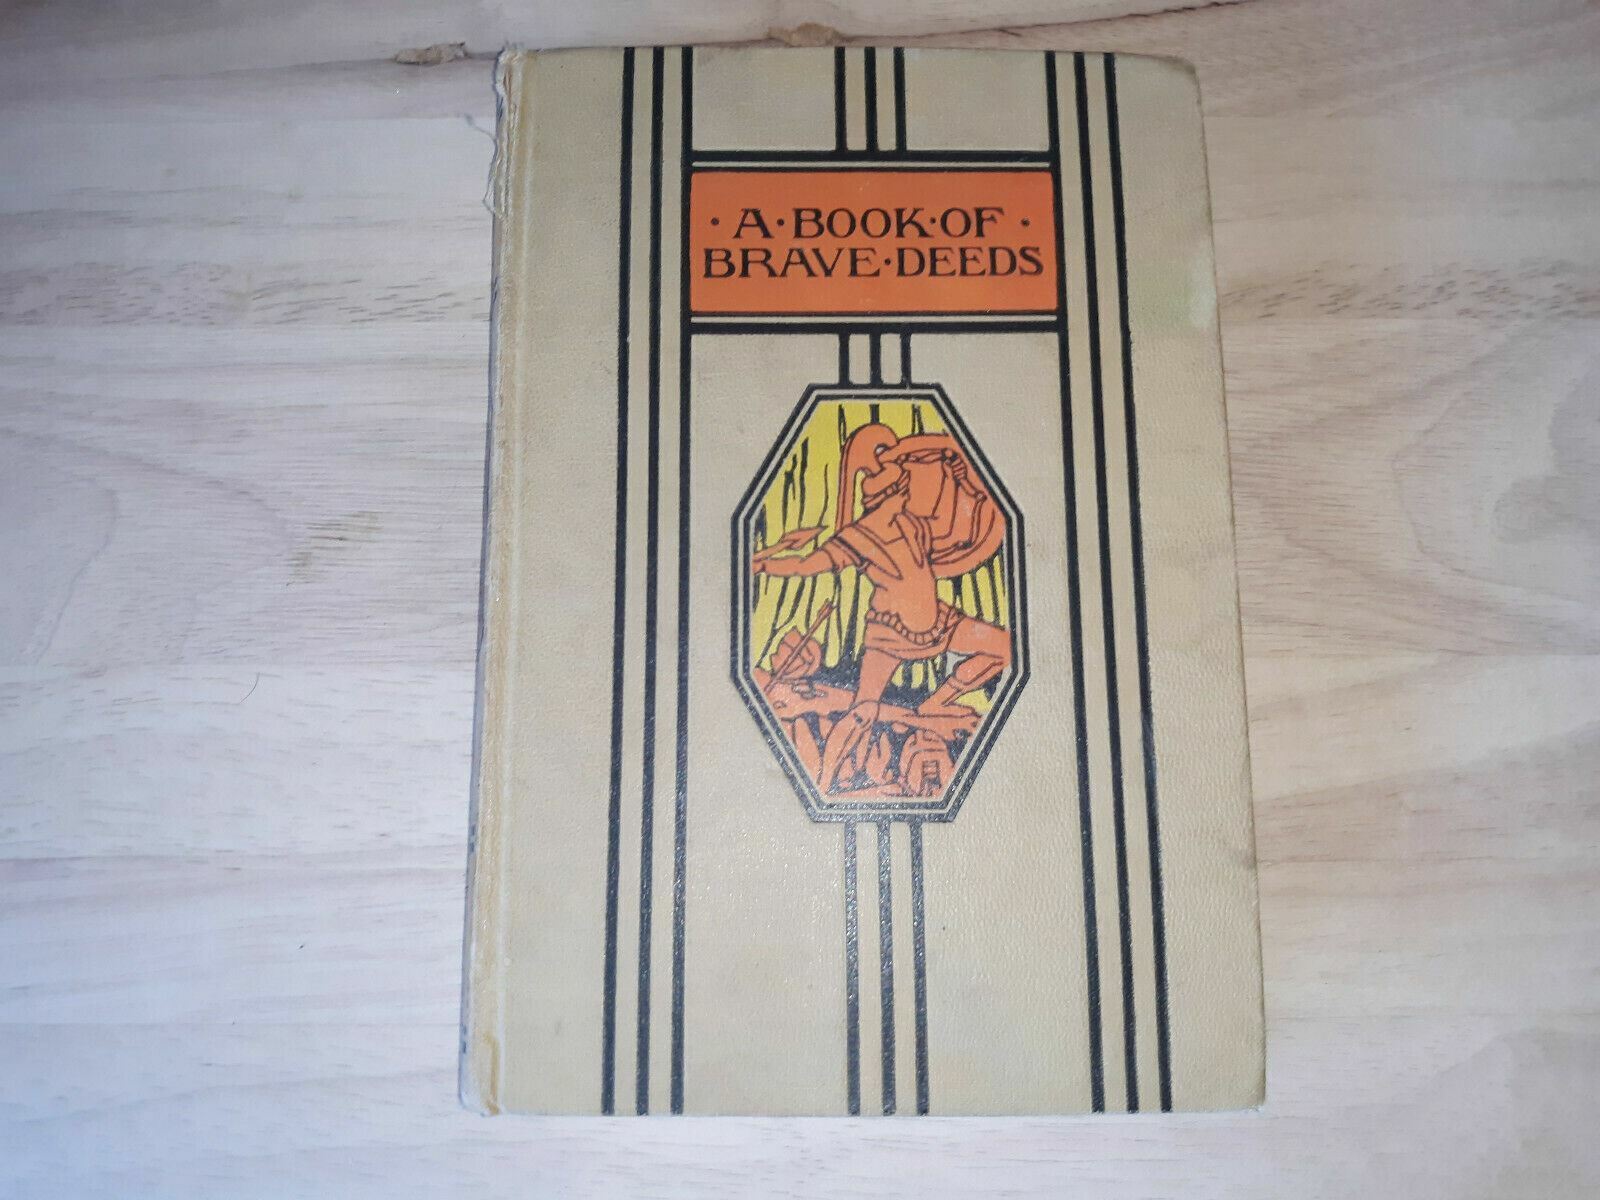 · A · BOOK · OF ·
BRAVE · DEEDS